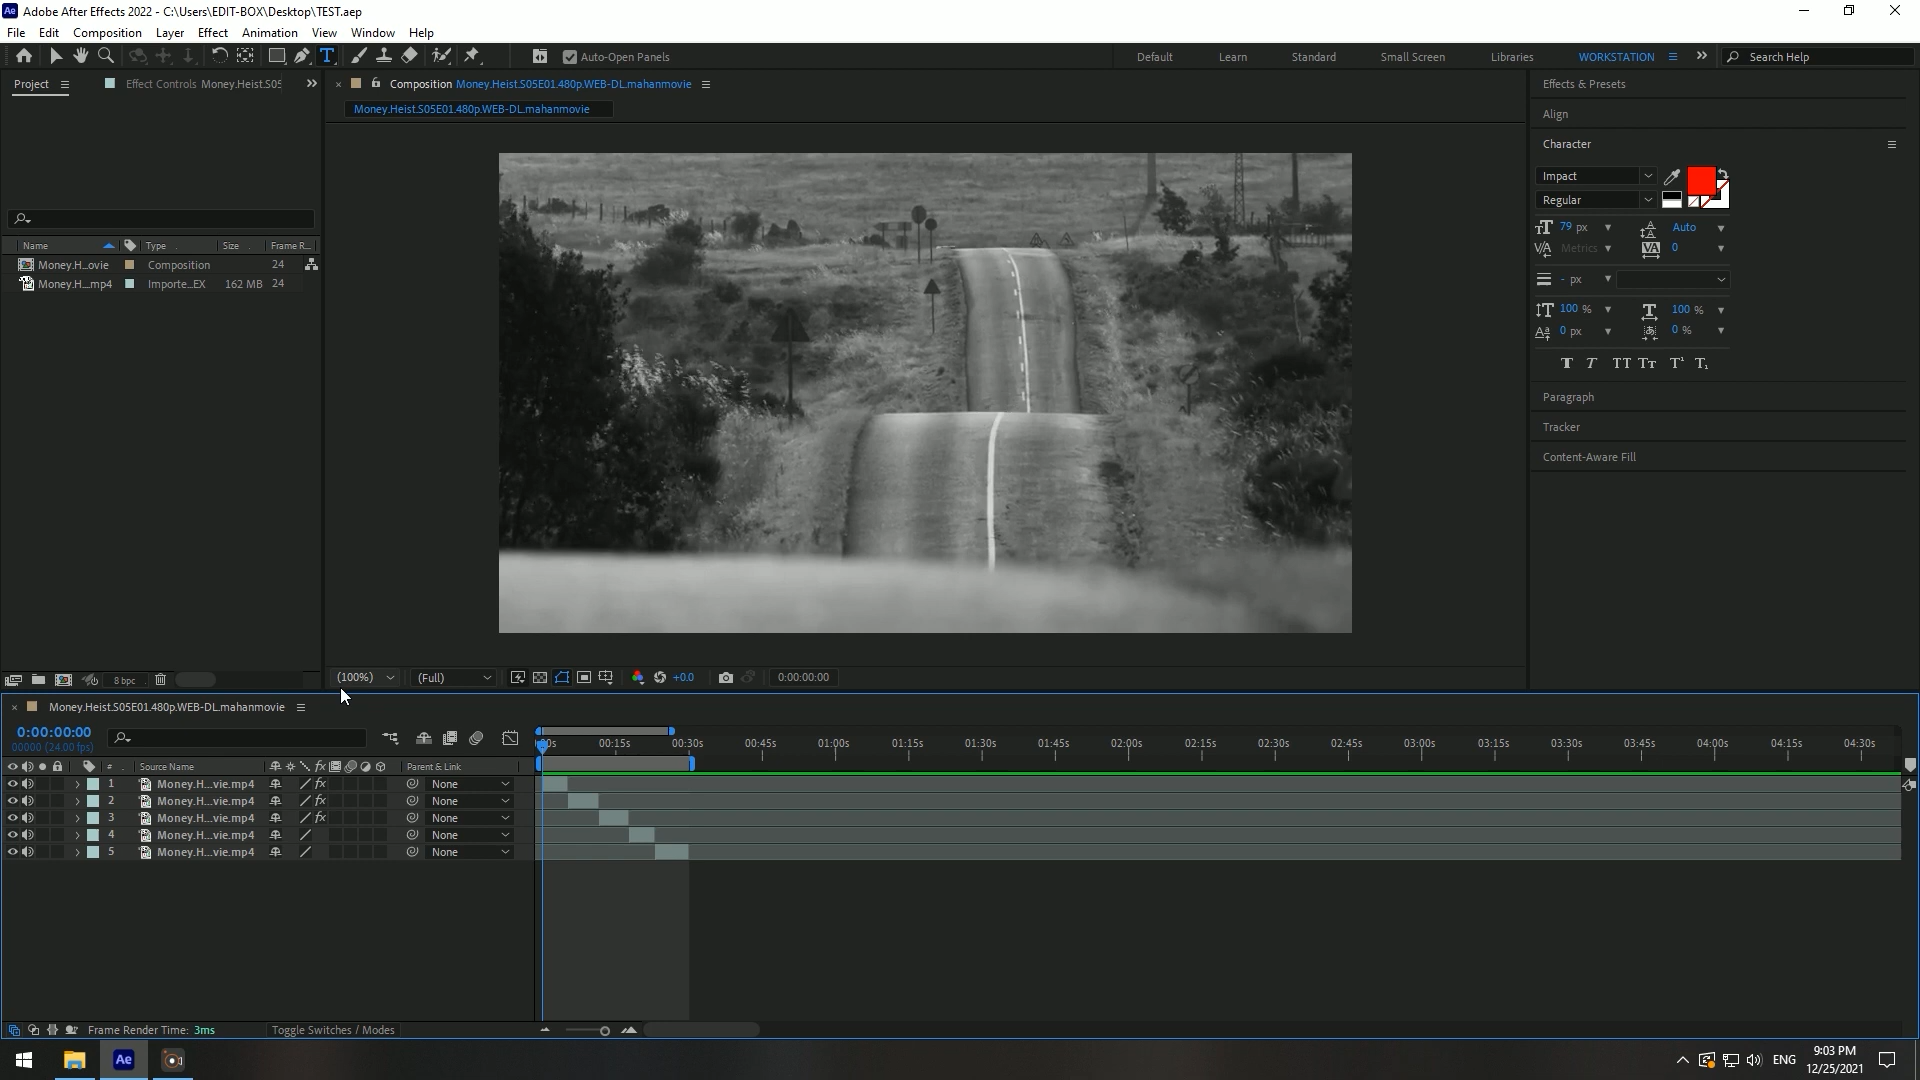 Adobe After Effects 2022 - C:\Users\EDIT-BOX\Desktop\TEST.aep
File Edit Composition Layer Effect Animation View Window Help
Auto-Open Panels
Default Learn Standard Small Screen Libraries WORKSTATION
Search Help
Project
Effect Controls Money.Heist.S05
Composition Money.Heist.S05E01.480p.WEB-DL.mahanmovie
Money.Heist.S05E01.480p.WEB-DL.mahanmovie
Name Type Size Frame R...
Money.H...ovie Composition 24
Money.H...mp4 Importe...EX 162 MB 24
8 bpc
(100%) (Full) +0.0 0:00:00:00
Effects & Presets
Align
Character
Impact
Regular
79 px Auto
Metrics 0
- px
100 % 100 %
0 px 0 %
T T TT Tт T¹ T₁
Paragraph
Tracker
Content-Aware Fill
Money.Heist.S05E01.480p.WEB-DL.mahanmovie
0:00:00:00
00000 (24.00 fps)
00s 00:15s 00:30s 00:45s 01:00s 01:15s 01:30s 01:45s 02:00s 02:15s 02:30s 02:45s 03:00s 03:15s 03:30s 03:45s 04:00s 04:15s 04:30s
# Source Name fx Parent & Link
1 Money.H...vie.mp4 fx None
2 Money.H...vie.mp4 fx None
3 Money.H...vie.mp4 fx None
4 Money.H...vie.mp4 None
5 Money.H...vie.mp4 None
Frame Render Time: 3ms Toggle Switches / Modes
Ae
ENG
9:03 PM
12/25/2021